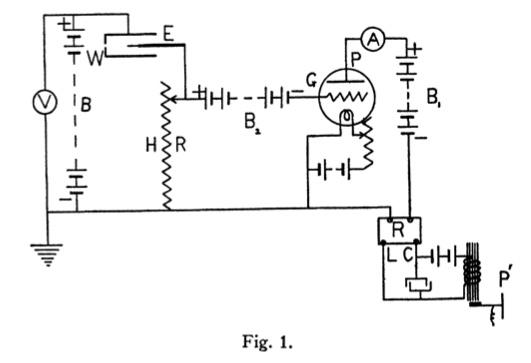 +
E
W
V
B
-
H R
+
B₂
-
G
P
A
+
B₁
-
R
L C
P'
Fig. 1.